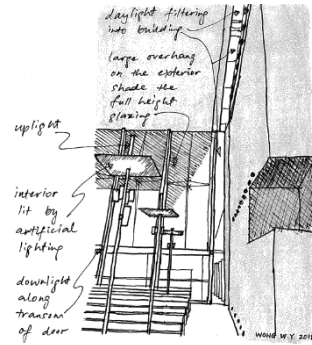 daylight filtering
into building
large overhang
on the exterior
shade the
full height
glazing
uplight
interior
lit by
artificial
lighting
downlight
along
transom
of door
WONG W.Y. 2011